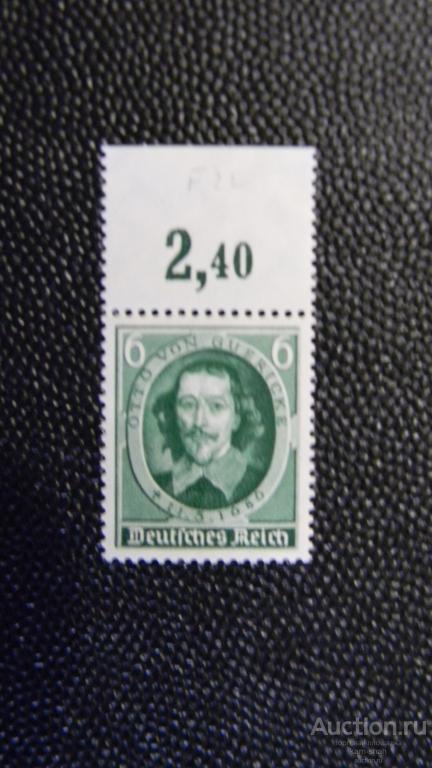 2,40
6 6
OTTO VON GUERICKE
† 11.5.1686
Deutsches Reich
Auction.ru